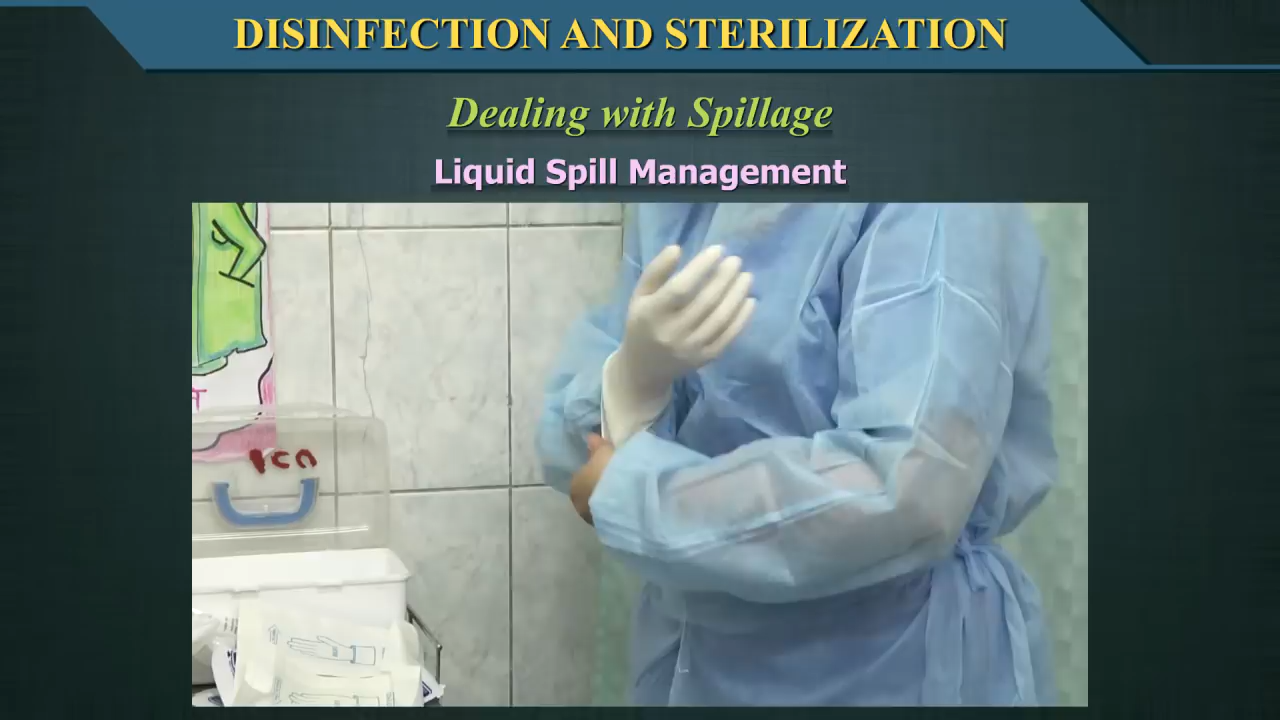 DISINFECTION AND STERILIZATION
Dealing with Spillage
Liquid Spill Management